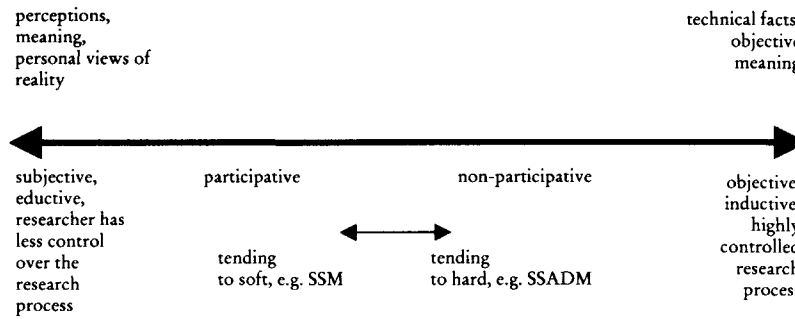 perceptions,
meaning,
personal views of
reality
technical facts
objective
meaning
subjective,
eductive,
researcher has
less control
over the
research
process
participative
non-participative
objective
inductive
highly
controlled
research
process
tending
to soft, e.g. SSM
tending
to hard, e.g. SSADM